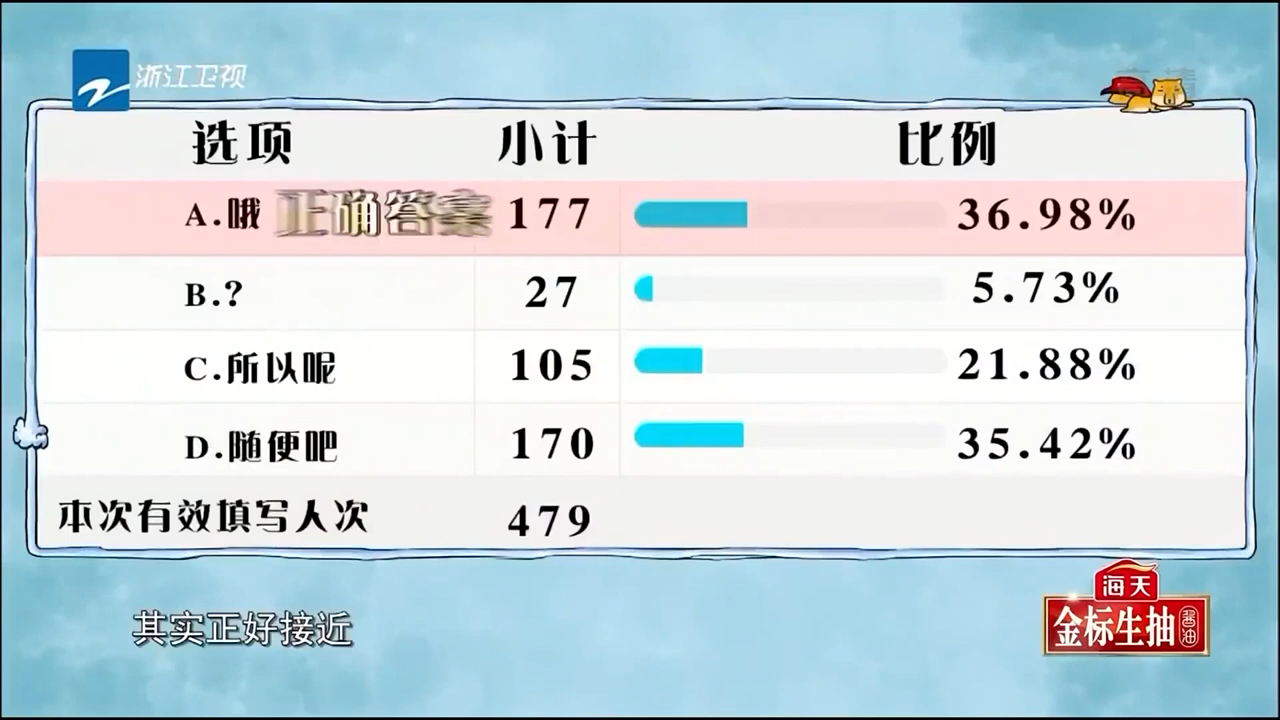 浙江卫视
选项 小计 比例
A.哦 正确答案 177 36.98%
B.? 27 5.73%
C.所以呢 105 21.88%
D.随便吧 170 35.42%
本次有效填写人次 479
其实正好接近
海天
金标生抽
酱油